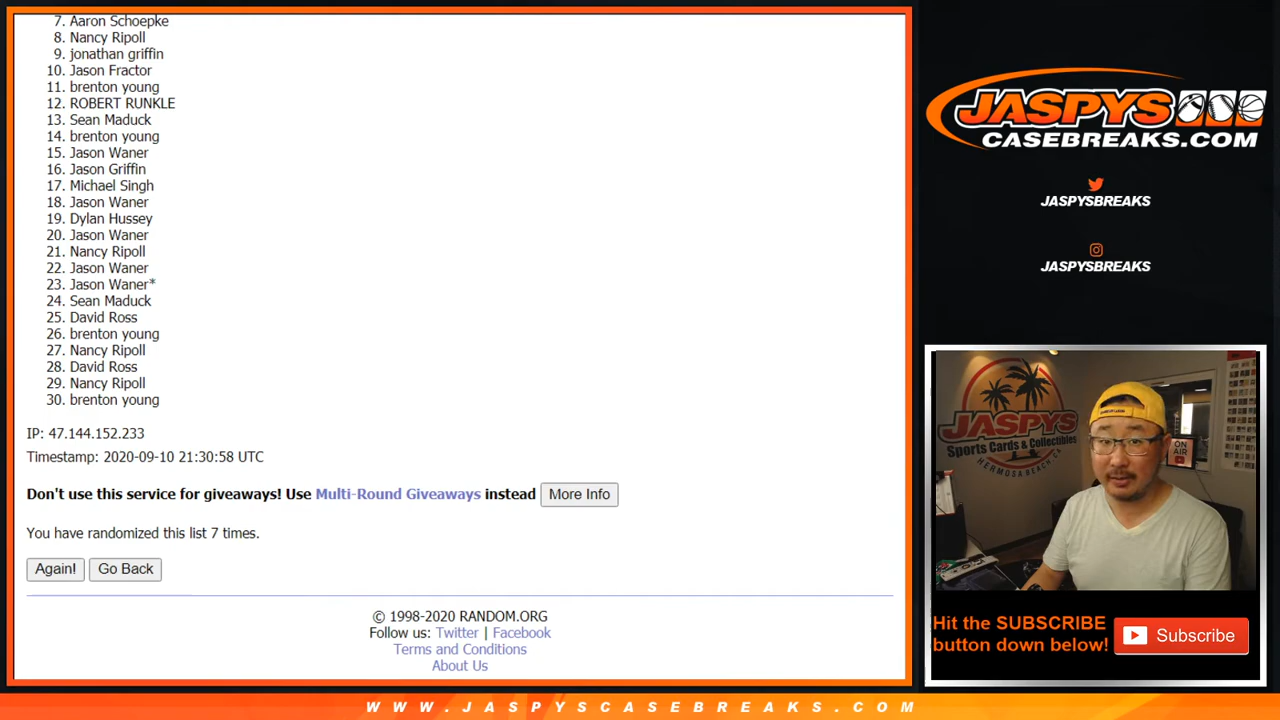 7. Aaron Schoepke
8. Nancy Ripoll
9. jonathan griffin
10. Jason Fractor
11. brenton young
12. ROBERT RUNKLE
13. Sean Maduck
14. brenton young
15. Jason Waner
16. Jason Griffin
17. Michael Singh
18. Jason Waner
19. Dylan Hussey
20. Jason Waner
21. Nancy Ripoll
22. Jason Waner
23. Jason Waner*
24. Sean Maduck
25. David Ross
26. brenton young
27. Nancy Ripoll
28. David Ross
29. Nancy Ripoll
30. brenton young
IP: 47.144.152.233
Timestamp: 2020-09-10 21:30:58 UTC
Don't use this service for giveaways! Use Multi-Round Giveaways instead More Info
You have randomized this list 7 times.
Again! Go Back
© 1998-2020 RANDOM.ORG
Follow us: Twitter | Facebook
Terms and Conditions
About Us
JASPYS
CASEBREAKS.COM
JASPYSBREAKS
JASPYSBREAKS
JASPYS
Sports Cards & Collectibles
HERMOSA BEACH, CA
ON
AIR
Hit the SUBSCRIBE
button down below!
Subscribe
WWW.JASPYSCASEBREAKS.COM